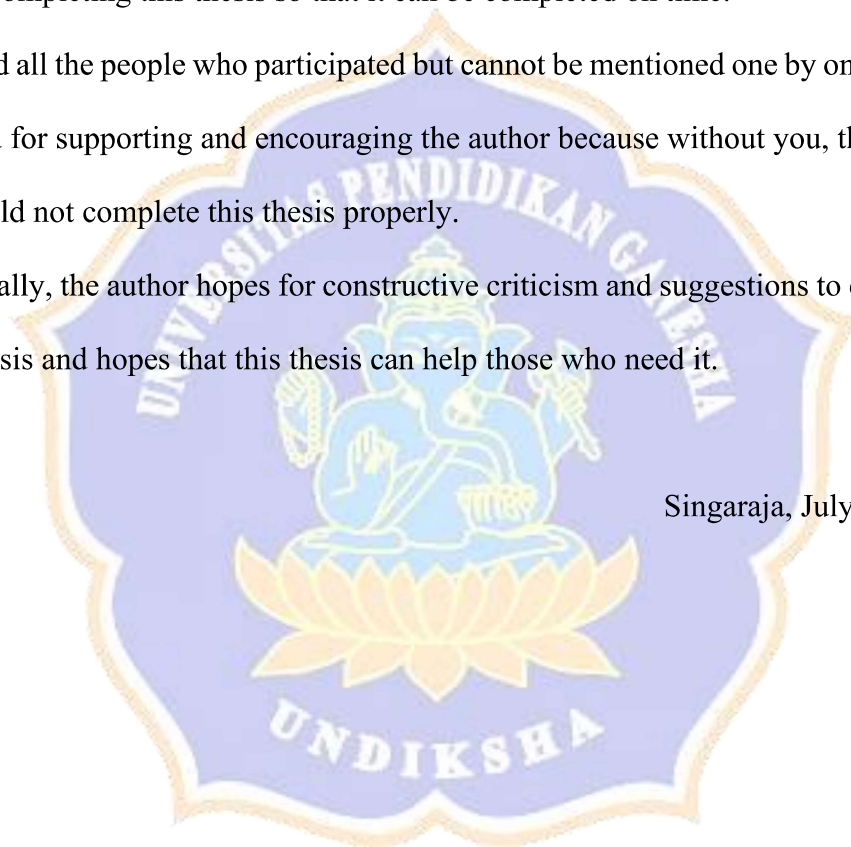 ompleting this thesis so that it can be completed on time.
d all the people who participated but cannot be mentioned one by on
for supporting and encouraging the author because without you, th
ld not complete this thesis properly.
ally, the author hopes for constructive criticism and suggestions to
sis and hopes that this thesis can help those who need it.
Singaraja, July
UNIVERSITAS PENDIDIKAN GANESHA
UNDIKSHA